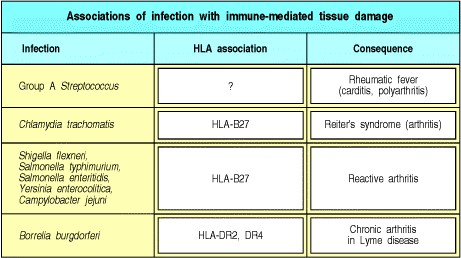 Associations of infection with immune-mediated tissue damage
Infection HLA association Consequence
Group A Streptococcus ? Rheumatic fever
(carditis, polyarthritis)
Chlamydia trachomatis HLA-B27 Reiter's syndrome (arthritis)
Shigella flexneri,
Salmonella typhimurium,
Salmonella enteritidis,
Yersinia enterocolitica,
Campylobacter jejuni
HLA-B27
Reactive arthritis
Borrelia burgdorferi HLA-DR2, DR4 Chronic arthritis
in Lyme disease